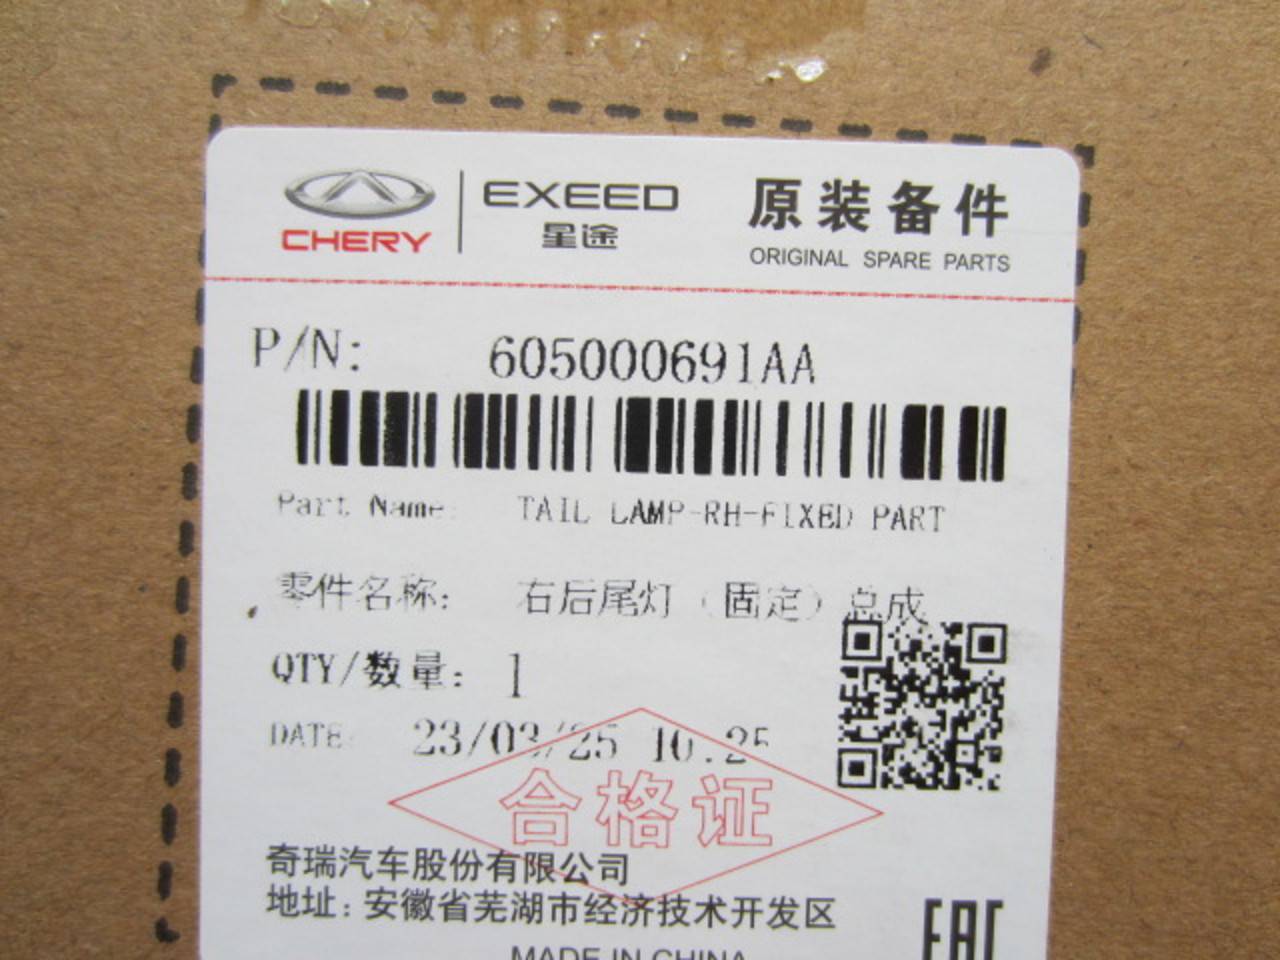 CHERY
EXEED
星途
原装备件
ORIGINAL SPARE PARTS
P/N: 605000691AA
Part Name: TAIL LAMP-RH-FIXED PART
零件名称: 右后尾灯（固定）总成
QTY/数量: 1
DATE: 23/03/25 10:25
合格证
奇瑞汽车股份有限公司
地址：安徽省芜湖市经济技术开发区
MADE IN CHINA
EAC